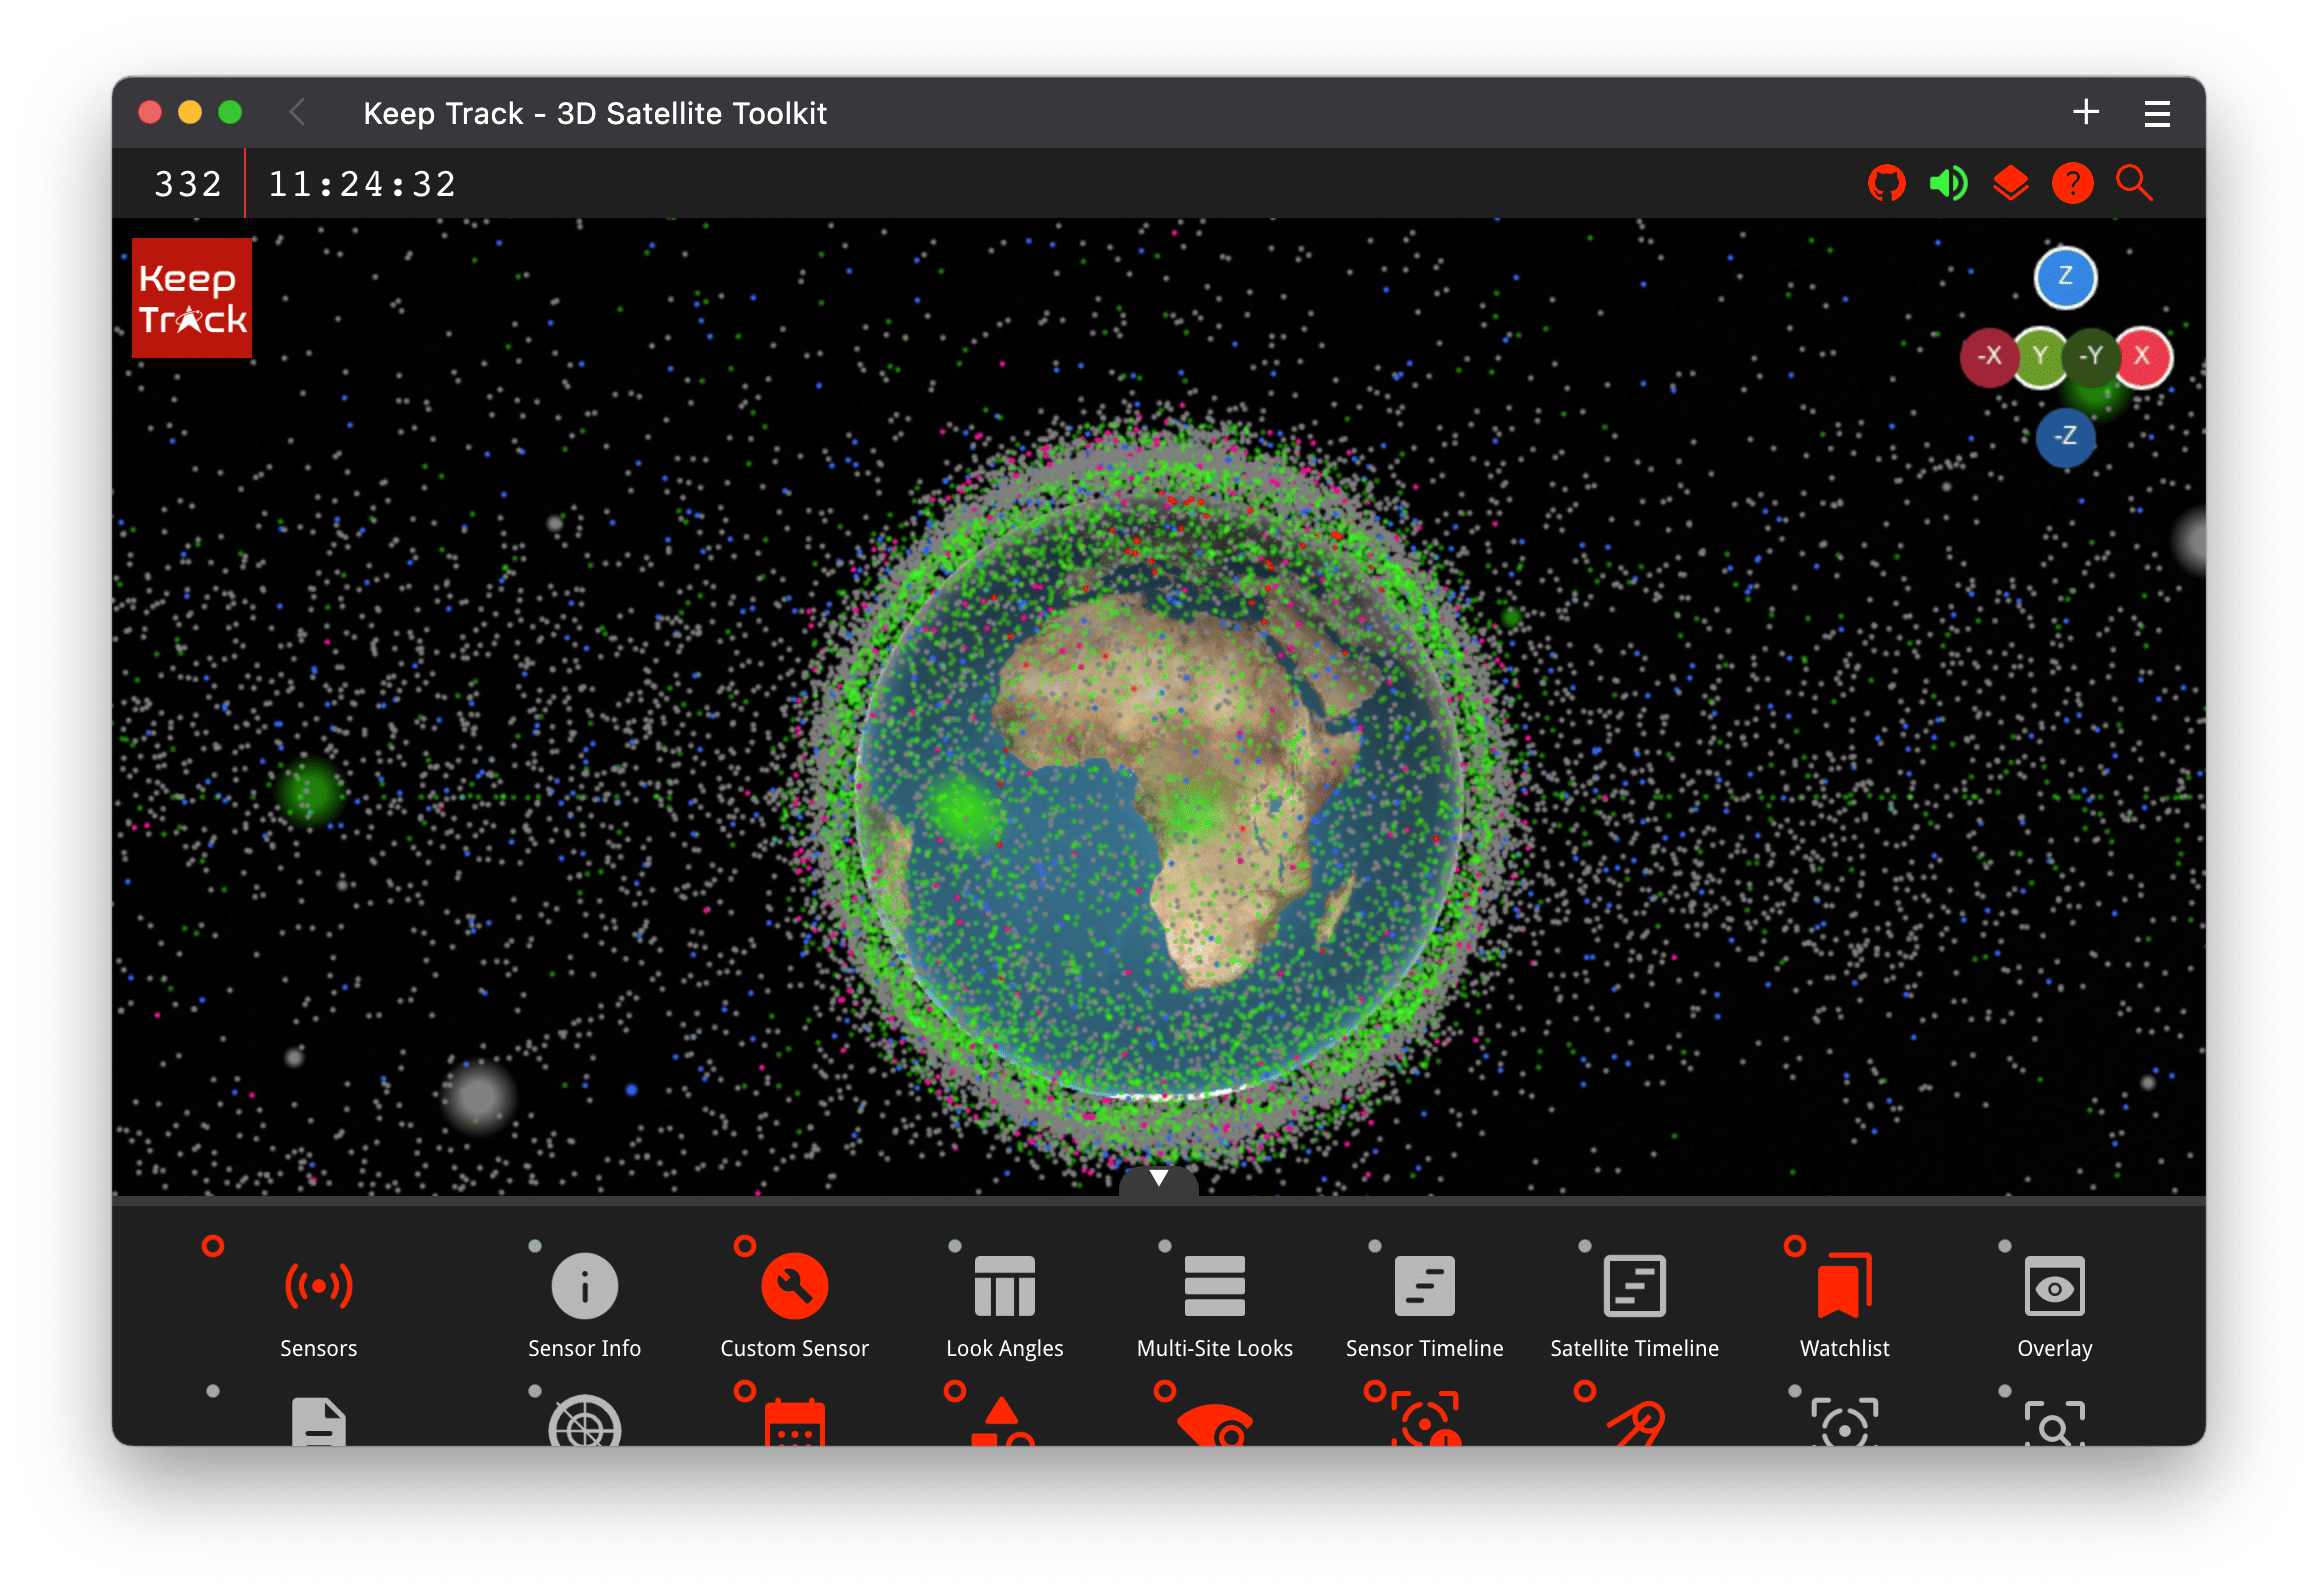 Keep Track - 3D Satellite Toolkit
332 11:24:32
Keep
Track
Z
-X Y -Y X
-Z
Sensors Sensor Info Custom Sensor Look Angles Multi-Site Looks Sensor Timeline Satellite Timeline Watchlist Overlay